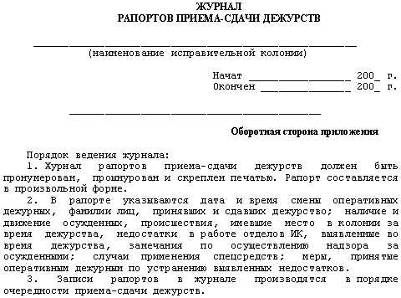 ЖУРНАЛ
РАПОРТОВ ПРИЕМА-СДАЧИ ДЕЖУРСТВ
(наименование исправительной колонии)
Начат _________________ 200_ г.
Окончен _______________ 200_ г.
Оборотная сторона приложения
Порядок ведения журнала:
1. Журнал рапортов приема-сдачи дежурств должен быть
пронумерован, прошнурован и скреплен печатью. Рапорт составляется
в произвольной форме.
2. В рапорте указываются дата и время смены оперативных
дежурных, фамилии лиц, принявших и сдавших дежурство; наличие и
движение осужденных, происшествия, имевшие место в колонии за
время дежурства, недостатки в работе отделов ИК, выявленные во
время дежурства, замечания по осуществлению надзора за
осужденными; случаи применения спецсредств; меры, принятые
оперативным дежурным по устранению выявленных недостатков.
3. Записи рапортов в журнале производятся в порядке
очередности приема-сдачи дежурств.